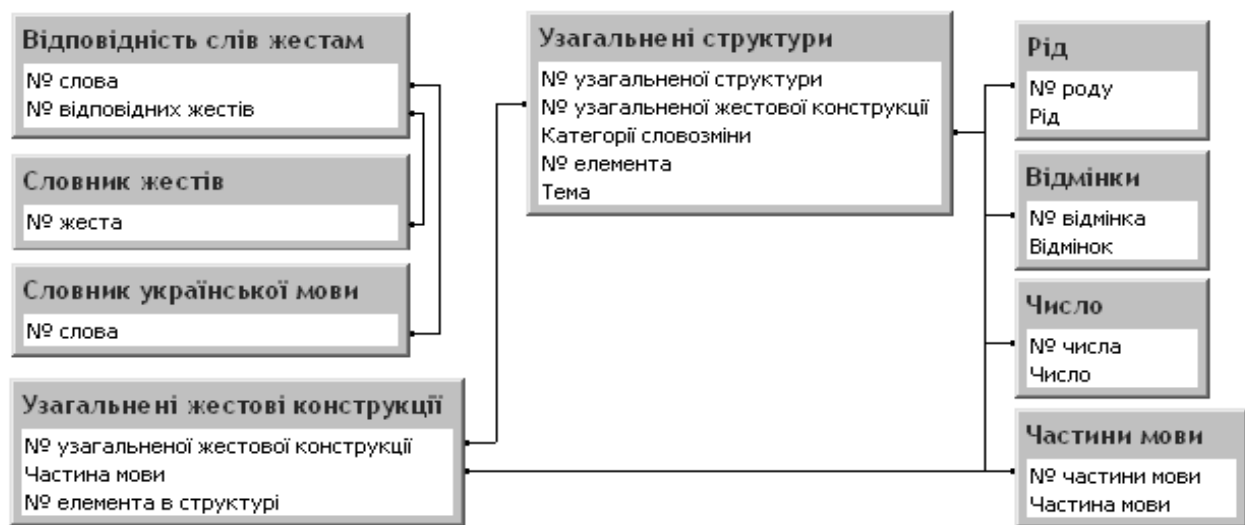 Відповідність слів жестам
№ слова
№ відповідних жестів
Словник жестів
№ жеста
Словник української мови
№ слова
Узагальнені жестові конструкції
№ узагальненої жестової конструкції
Частина мови
№ елемента в структурі
Узагальнені структури
№ узагальненої структури
№ узагальненої жестової конструкції
Категорії словозміни
№ елемента
Тема
Рід
№ роду
Рід
Відмінки
№ відмінка
Відмінок
Число
№ числа
Число
Частини мови
№ частини мови
Частина мови